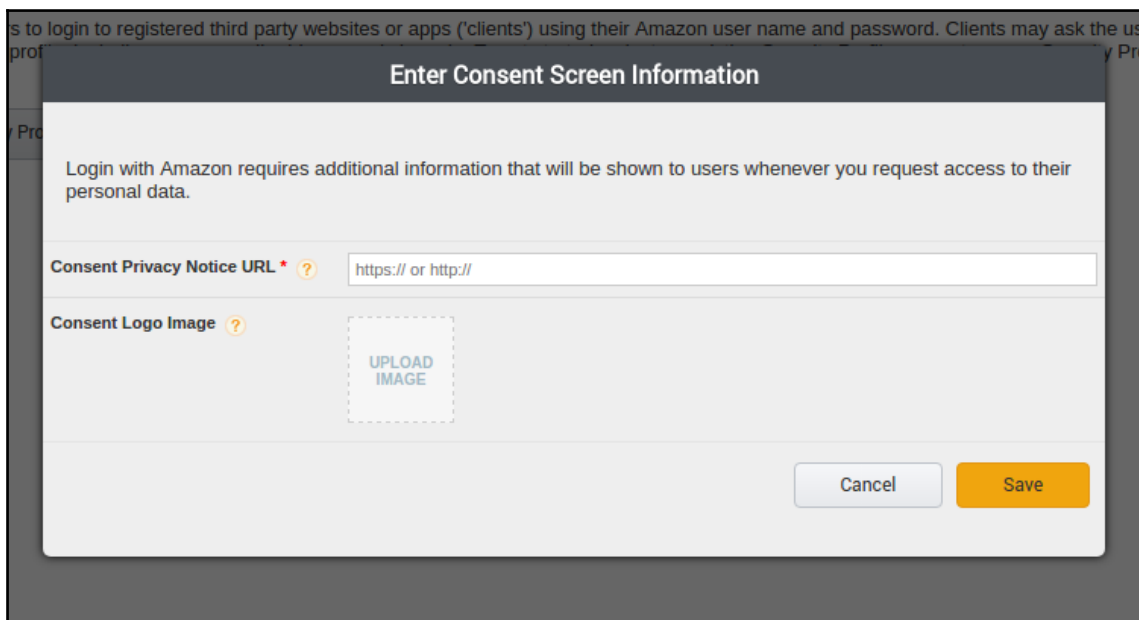 s to login to registered third party websites or apps ('clients') using their Amazon user name and password. Clients may ask the us
prof
y Pr
Enter Consent Screen Information
y Pro
Login with Amazon requires additional information that will be shown to users whenever you request access to their
personal data.
Consent Privacy Notice URL * ?
https:// or http://
Consent Logo Image ?
UPLOAD
IMAGE
Cancel
Save